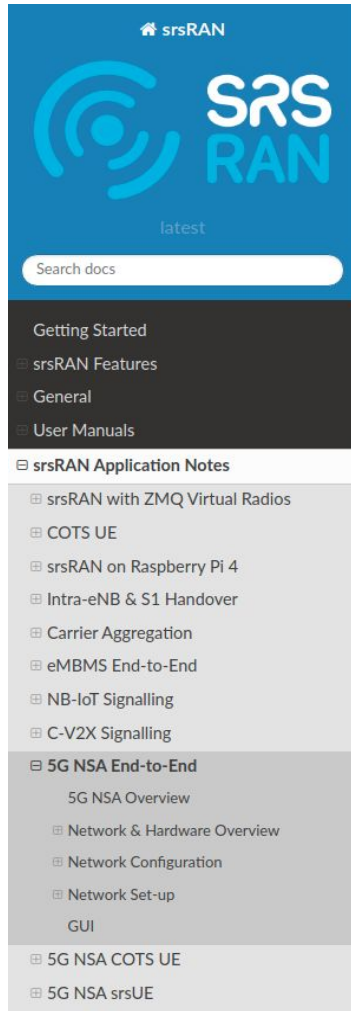 srsRAN
SRS
RAN
latest
Search docs
Getting Started
srsRAN Features
General
User Manuals
srsRAN Application Notes
srsRAN with ZMQ Virtual Radios
COTS UE
srsRAN on Raspberry Pi 4
Intra-eNB & S1 Handover
Carrier Aggregation
eMBMS End-to-End
NB-IoT Signalling
C-V2X Signalling
5G NSA End-to-End
5G NSA Overview
Network & Hardware Overview
Network Configuration
Network Set-up
GUI
5G NSA COTS UE
5G NSA srsUE